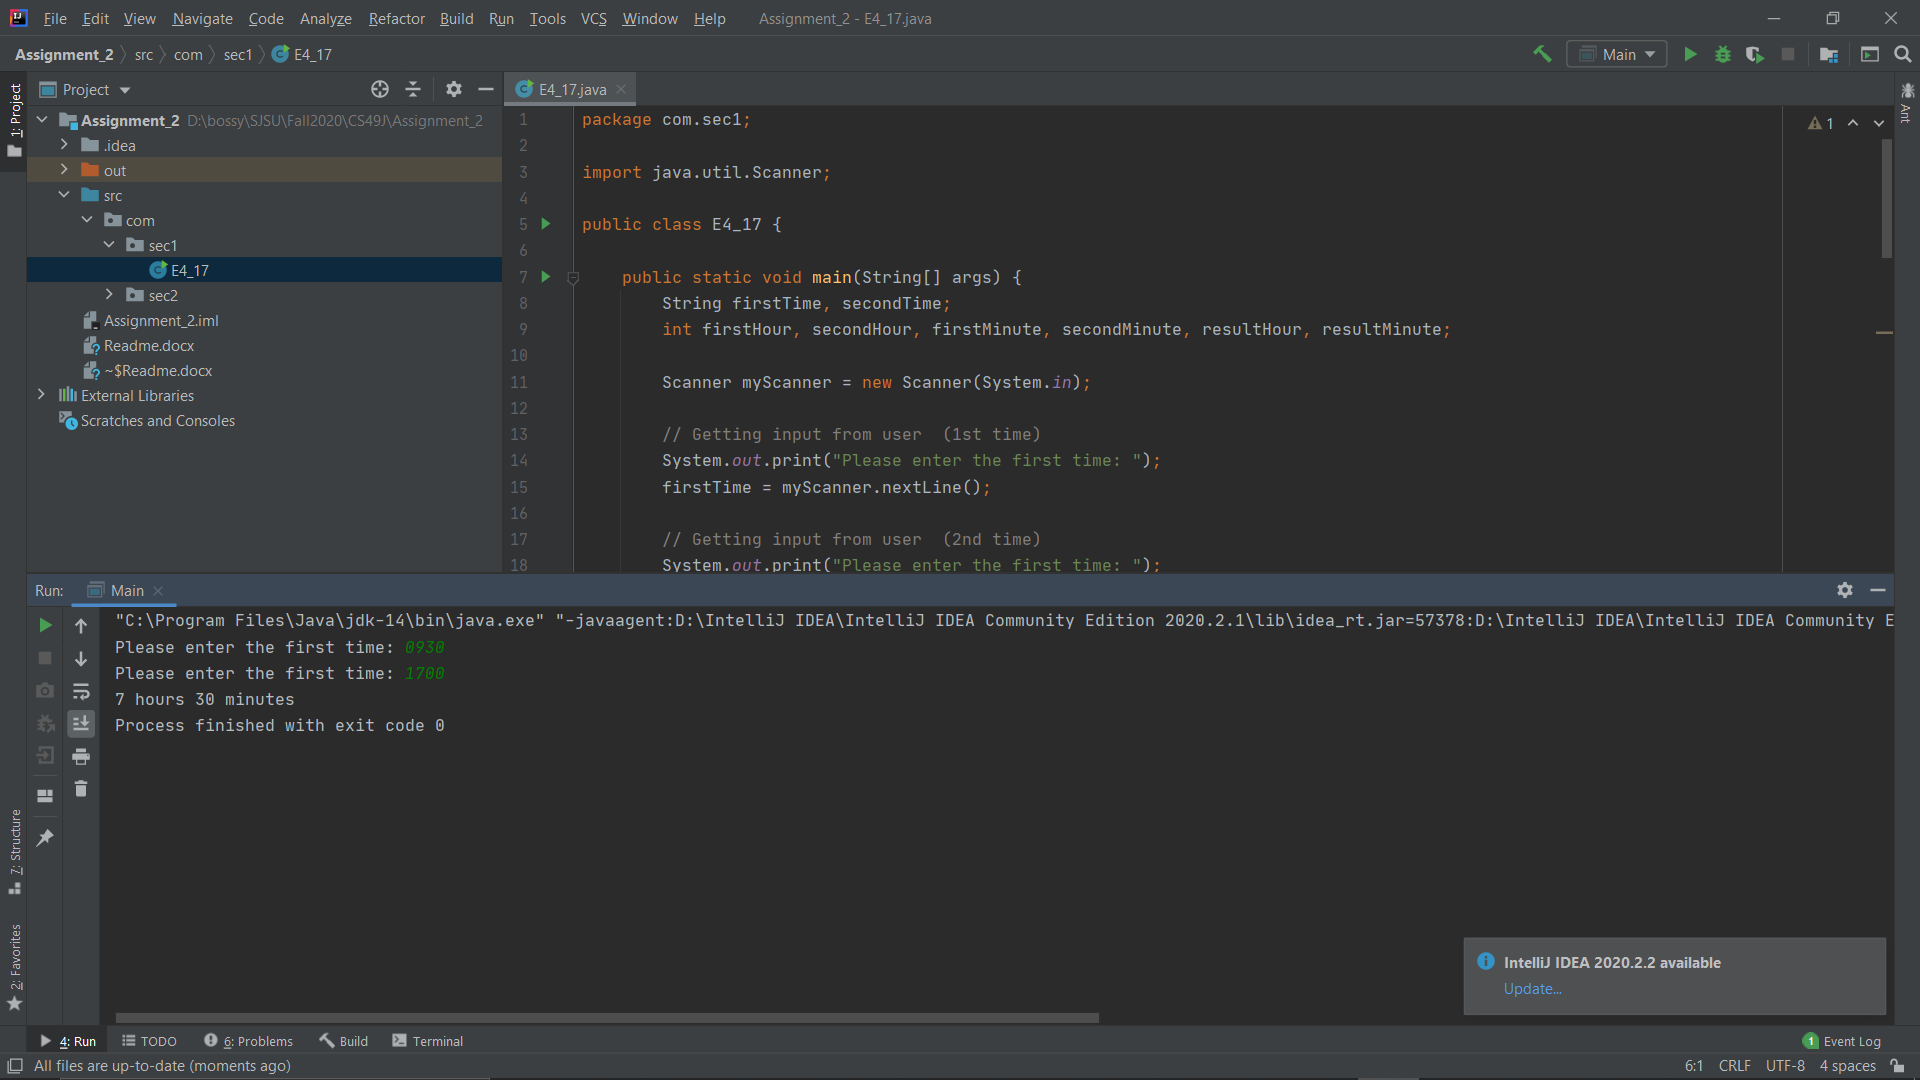 File Edit View Navigate Code Analyze Refactor Build Run Tools VCS Window Help Assignment_2 - E4_17.java
Assignment_2 src com sec1 E4_17 Main
1: Project
Project
Assignment_2 D:\bossy\SJSU\Fall2020\CS49J\Assignment_2
.idea
out
src
com
sec1
E4_17
sec2
Assignment_2.iml
Readme.docx
~$Readme.docx
External Libraries
Scratches and Consoles
E4_17.java
1
Ant
1 package com.sec1;
2
3 import java.util.Scanner;
4
5 public class E4_17 {
6
7 public static void main(String[] args) {
8 String firstTime, secondTime;
9 int firstHour, secondHour, firstMinute, secondMinute, resultHour, resultMinute;
10
11 Scanner myScanner = new Scanner(System.in);
12
13 // Getting input from user  (1st time)
14 System.out.print("Please enter the first time: ");
15 firstTime = myScanner.nextLine();
16
17 // Getting input from user  (2nd time)
18 System.out.print("Please enter the first time: ");
Run: Main
"C:\Program Files\Java\jdk-14\bin\java.exe" "-javaagent:D:\IntelliJ IDEA\IntelliJ IDEA Community Edition 2020.2.1\lib\idea_rt.jar=57378:D:\IntelliJ IDEA\IntelliJ IDEA Community E
Please enter the first time: 0930
Please enter the first time: 1700
7 hours 30 minutes
Process finished with exit code 0
7: Structure
2: Favorites
IntelliJ IDEA 2020.2.2 available
Update...
4: Run TODO 6: Problems Build Terminal 1 Event Log
All files are up-to-date (moments ago) 6:1 CRLF UTF-8 4 spaces